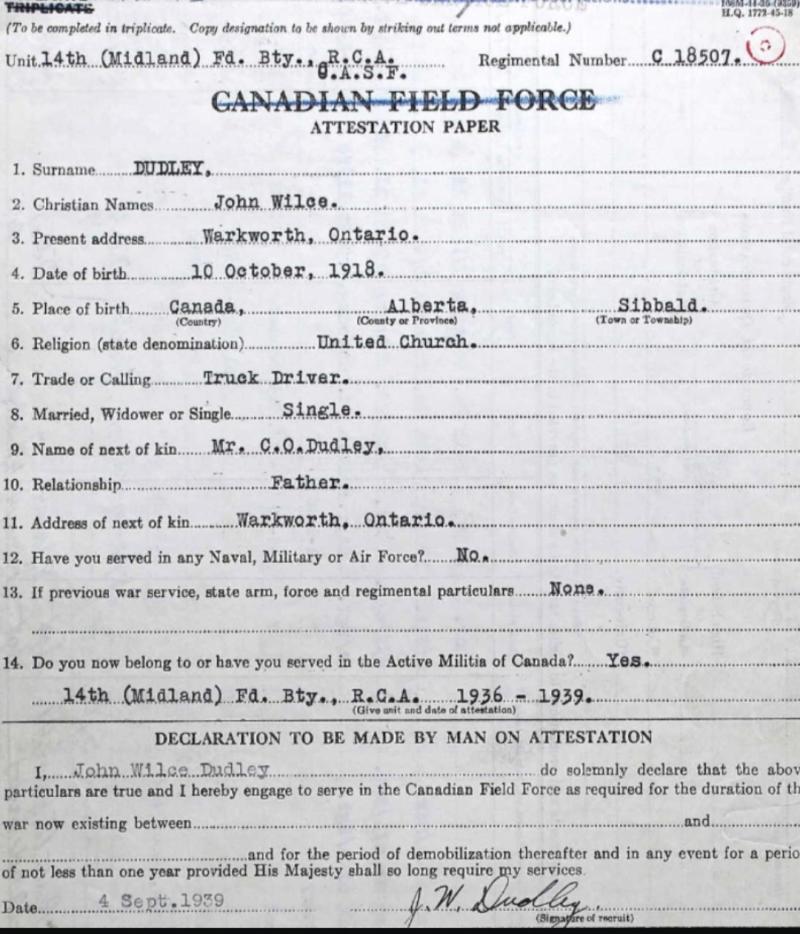 TRIPLICATE
H.Q. 1772-45-18
(To be completed in triplicate. Copy designation to be shown by striking out terms not applicable.)
Unit 14th (Midland) Fd. Bty., R.C.A. Regimental Number C 18507.
C.A.S.F.
CANADIAN FIELD FORCE
ATTESTATION PAPER
1. Surname DUDLEY,
2. Christian Names John Wilce.
3. Present address Warkworth, Ontario.
4. Date of birth 10 October, 1918.
5. Place of birth Canada, Alberta, Sibbald.
(Country) (County or Province) (Town or Township)
6. Religion (state denomination) United Church.
7. Trade or Calling Truck Driver.
8. Married, Widower or Single Single.
9. Name of next of kin Mr. C.O.Dudley,
10. Relationship Father.
11. Address of next of kin Warkworth, Ontario.
12. Have you served in any Naval, Military or Air Force? No.
13. If previous war service, state arm, force and regimental particulars None.
14. Do you now belong to or have you served in the Active Militia of Canada? Yes.
14th (Midland) Fd. Bty., R.C.A. 1936 - 1939.
(Give unit and date of attestation)
DECLARATION TO BE MADE BY MAN ON ATTESTATION
I, John Wilce Dudley do solemnly declare that the abov
particulars are true and I hereby engage to serve in the Canadian Field Force as required for the duration of th
war now existing between and
and for the period of demobilization thereafter and in any event for a perio
of not less than one year provided His Majesty shall so long require my services.
Date 4 Sept.1939 J.W. Dudley
(Signature of recruit)